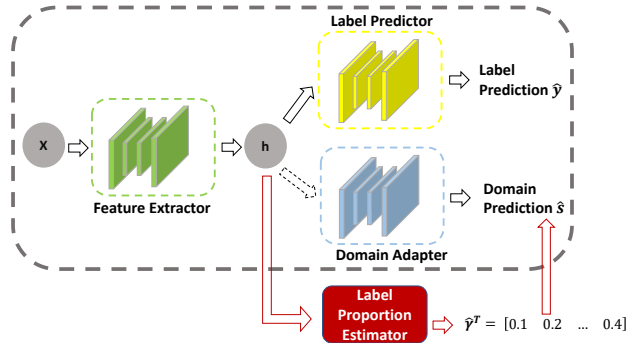 Label Predictor
X
h
Label
Prediction ŷ
Feature Extractor
Domain
Prediction ŝ
Domain Adapter
Label
Proportion
Estimator
γ̂ᵀ = [0.1 0.2 ... 0.4]